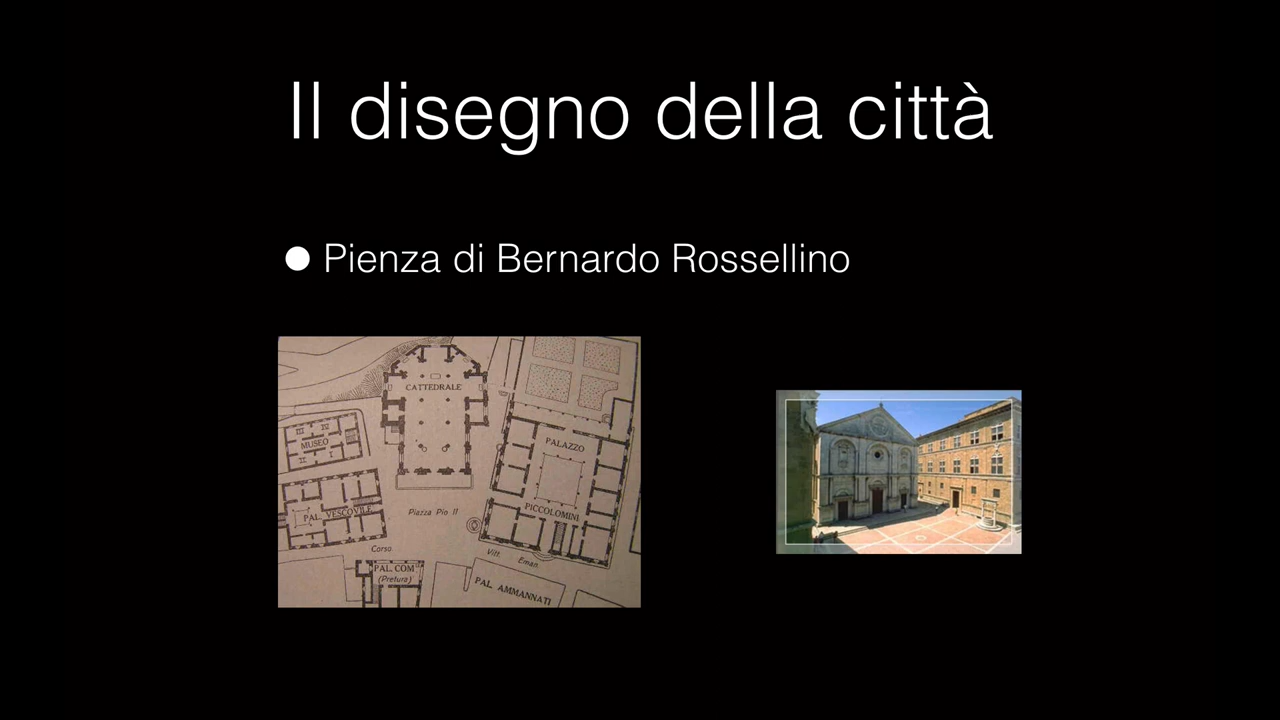 Il disegno della città
● Pienza di Bernardo Rossellino
CATTEDRALE
MUSEO
PALAZZO
PICCOLOMINI
PAL. VESCOVILE
Piazza Pio II
Corso
Vitt. Eman.
PAL. COM
(Pretura)
PAL. AMMANNATI